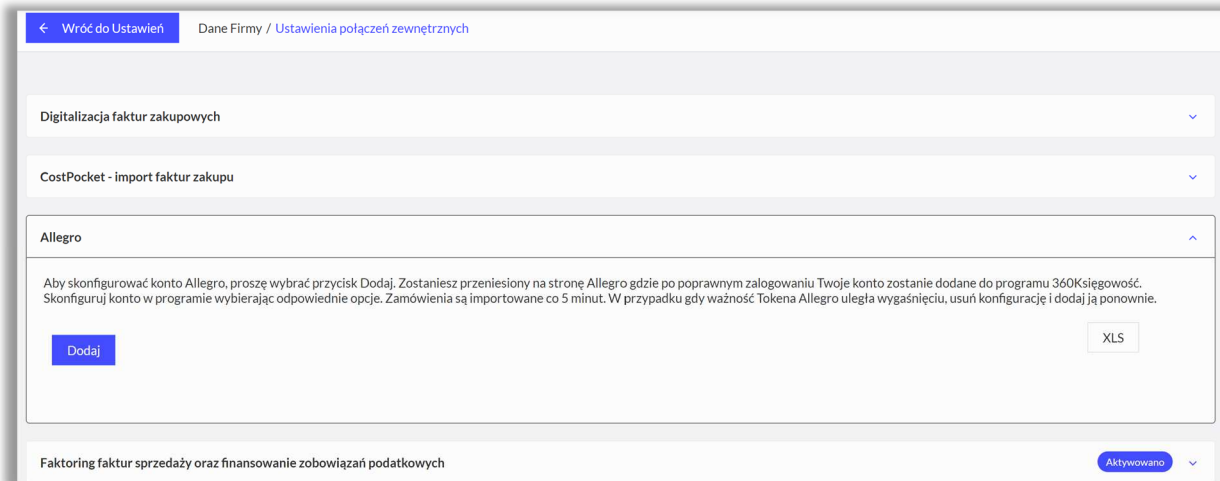 ← Wróć do Ustawień Dane Firmy / Ustawienia połączeń zewnętrznych
Digitalizacja faktur zakupowych
CostPocket - import faktur zakupu
Allegro
Aby skonfigurować konto Allegro, proszę wybrać przycisk Dodaj. Zostaniesz przeniesiony na stronę Allegro gdzie po poprawnym zalogowaniu Twoje konto zostanie dodane do programu 360Księgowość.
Skonfiguruj konto w programie wybierając odpowiednie opcje. Zamówienia są importowane co 5 minut. W przypadku gdy ważność Tokena Allegro uległa wygaśnięciu, usuń konfigurację i dodaj ją ponownie.
XLS
Dodaj
Faktoring faktur sprzedaży oraz finansowanie zobowiązań podatkowych Aktywowano